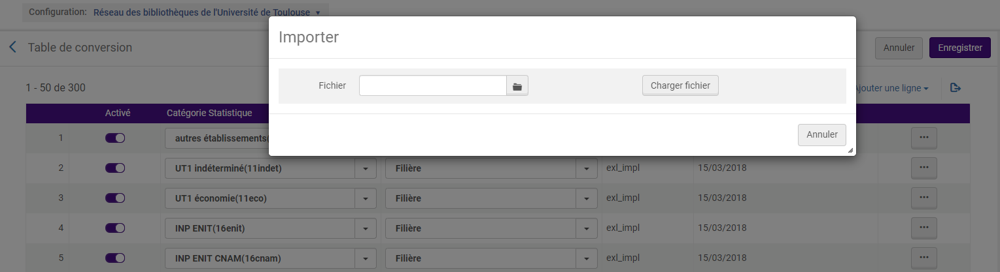 Configuration: Réseau des bibliothèques de l'Université de Toulouse
Importer
Table de conversion
Annuler
Enregistrer
Fichier
Charger fichier
1 - 50 de 300
Ajouter une ligne
Activé
Catégorie Statistique
Annuler
1
autres établissements(
...
2
UT1 indéterminé(11indet)
Filière
exl_impl
15/03/2018
...
3
UT1 économie(11eco)
Filière
exl_impl
15/03/2018
...
4
INP ENIT(16enit)
Filière
exl_impl
15/03/2018
...
5
INP ENIT CNAM(16cnam)
Filière
exl_impl
15/03/2018
...